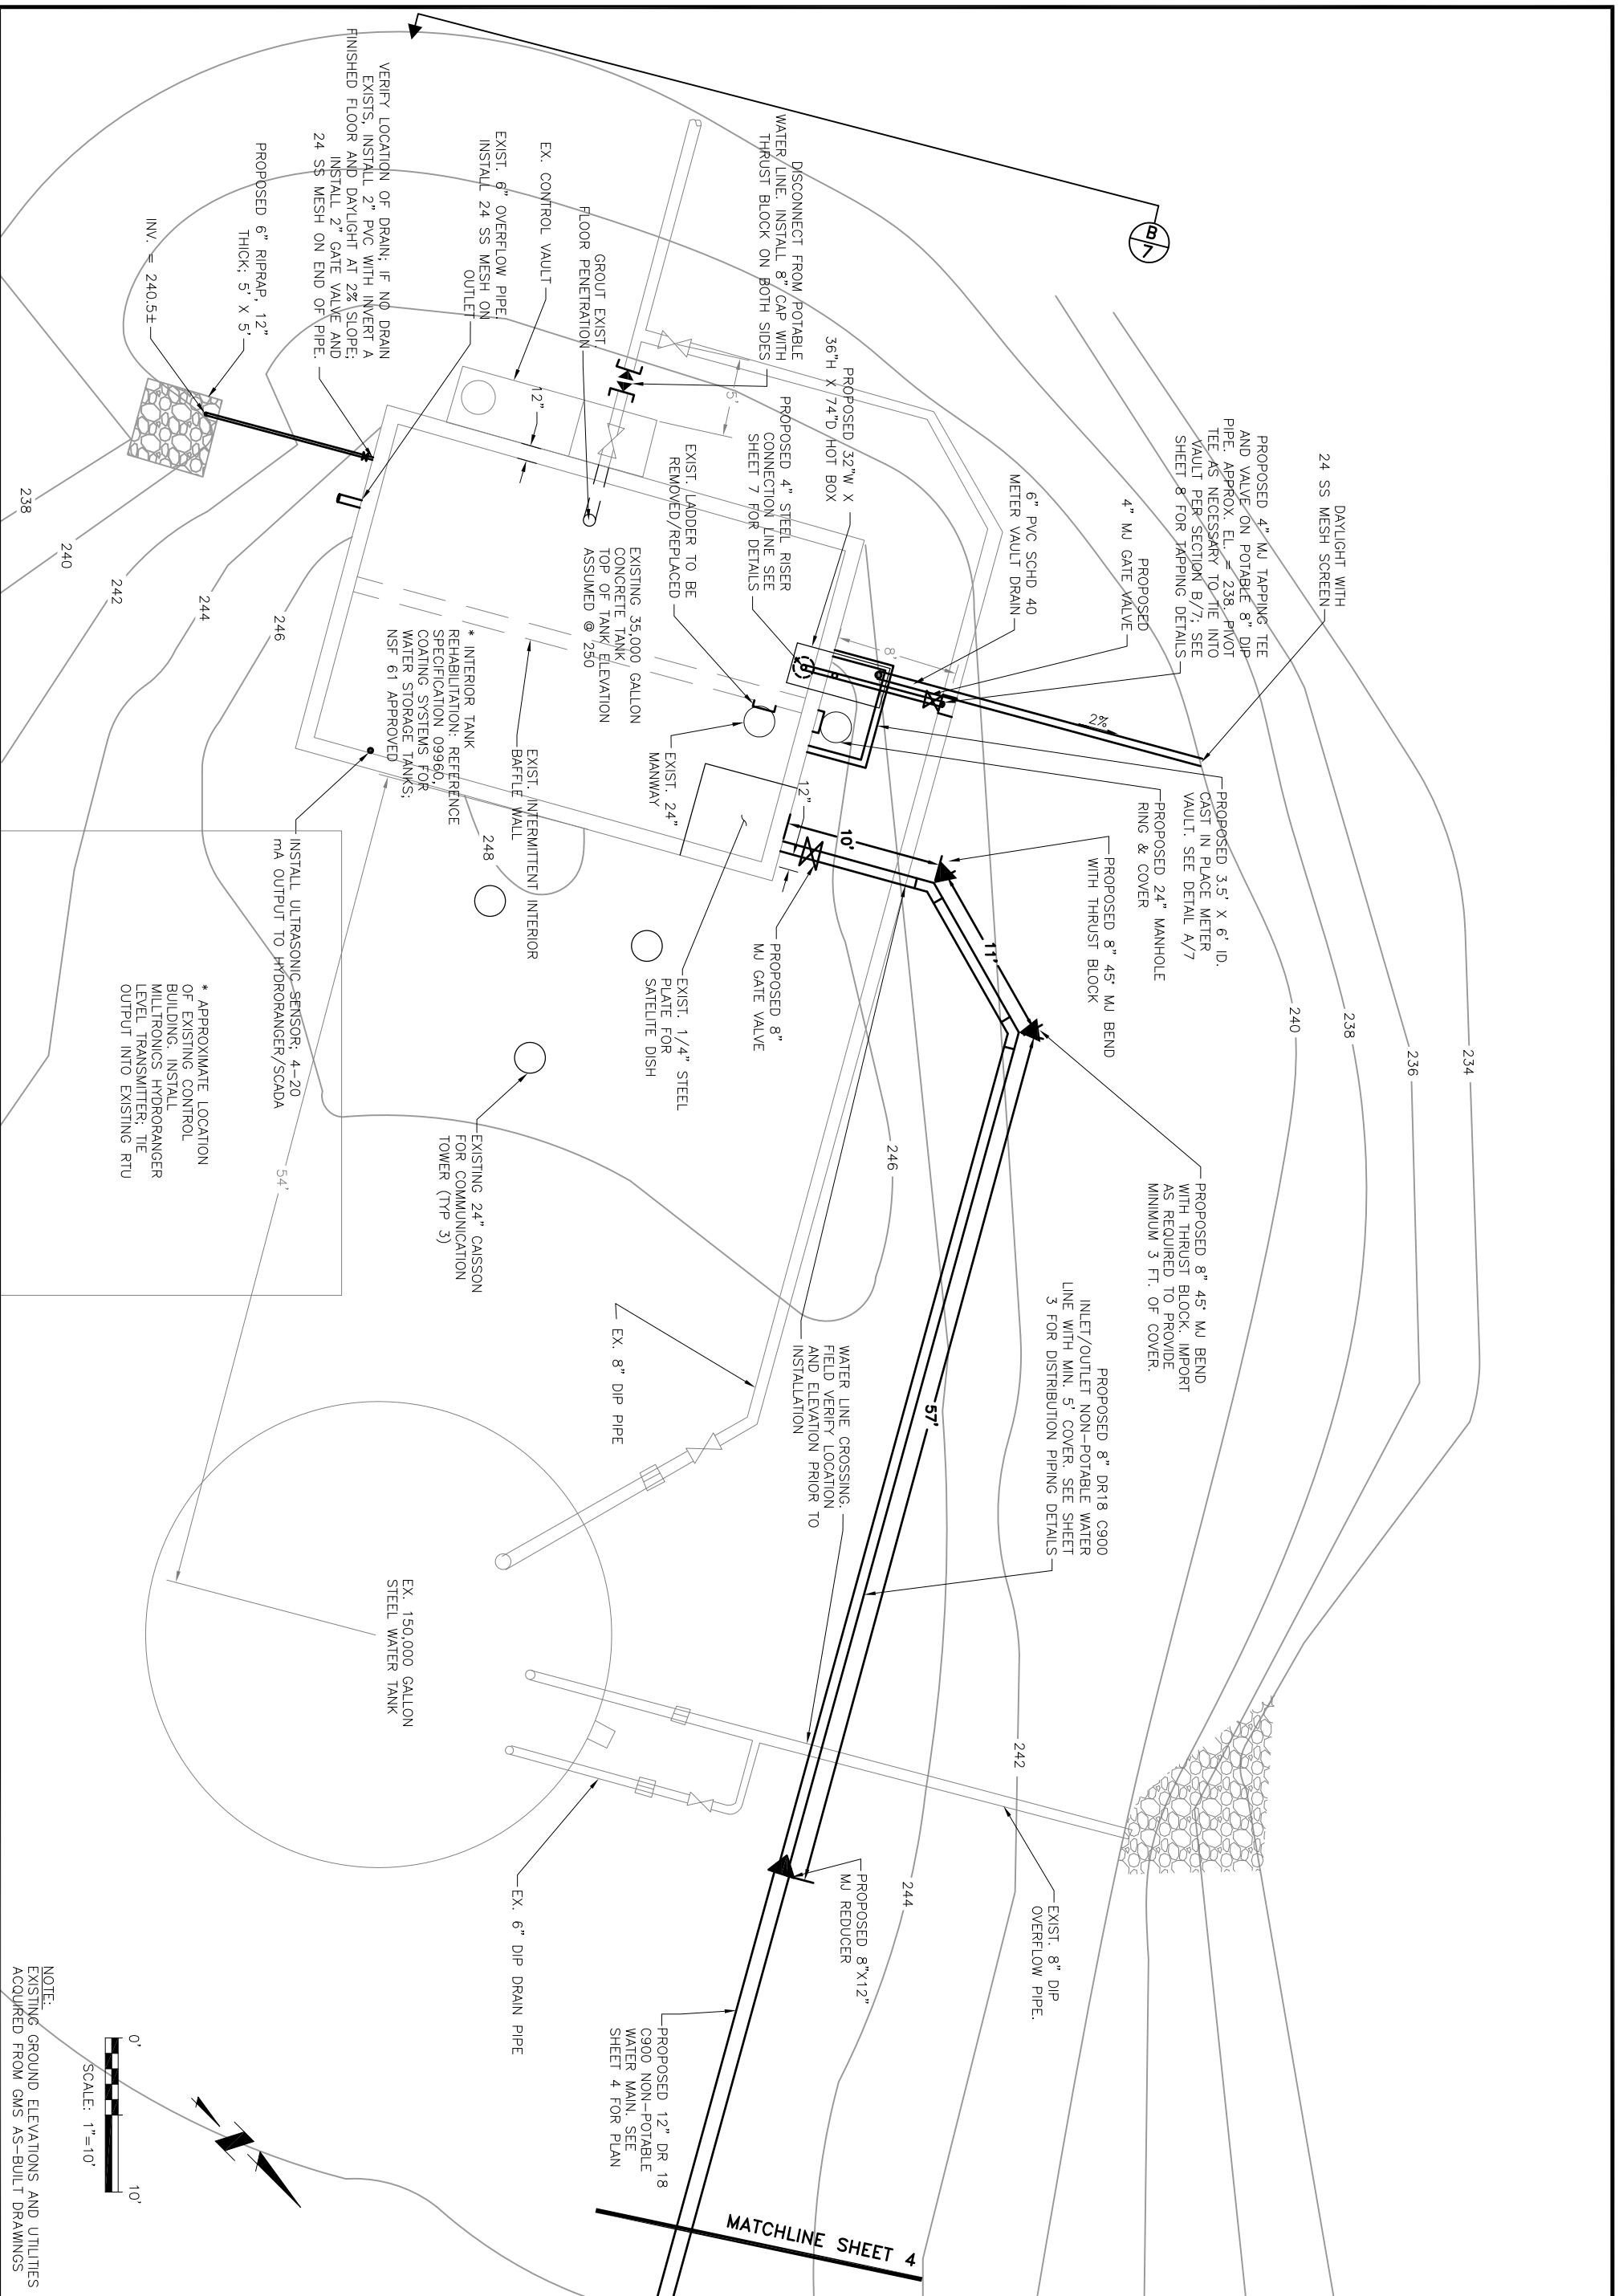 B
7
DAYLIGHT WITH
24 SS MESH SCREEN
PROPOSED 4" MJ TAPPING TEE
AND VALVE ON POTABLE 8" DIP
PIPE. APPROX. EL. = 238. PIVOT
TEE AS NECESSARY TO TIE INTO
VAULT PER SECTION B/7; SEE
SHEET 8 FOR TAPPING DETAILS
PROPOSED
4" MJ GATE VALVE
6" PVC SCHD 40
METER VAULT DRAIN
PROPOSED 32"W X
36"H X 74"D HOT BOX
PROPOSED 4" STEEL RISER
CONNECTION LINE SEE
SHEET 7 FOR DETAILS
EXIST. LADDER TO BE
REMOVED/REPLACED
DISCONNECT FROM POTABLE
WATER LINE. INSTALL 8" CAP WITH
THRUST BLOCK ON BOTH SIDES
GROUT EXIST.
FLOOR PENETRATION
EX. CONTROL VAULT
EXIST. 6" OVERFLOW PIPE.
INSTALL 24 SS MESH ON
OUTLET
VERIFY LOCATION OF DRAIN; IF NO DRAIN
EXISTS, INSTALL 2" PVC WITH INVERT A
FINISHED FLOOR AND DAYLIGHT AT 2% SLOPE;
INSTALL 2" GATE VALVE AND
24 SS MESH ON END OF PIPE.
PROPOSED 6" RIPRAP, 12"
THICK; 5' X 5'
INV. = 240.5±
5'
12"
8'
2%
12"
10'
11'
57'
54'
EXISTING 35,000 GALLON
CONCRETE TANK
TOP OF TANK ELEVATION
ASSUMED @ 250
* INTERIOR TANK
REHABILITATION: REFERENCE
SPECIFICATION 09960,
COATING SYSTEMS FOR
WATER STORAGE TANKS;
NSF 61 APPROVED
EXIST. 24"
MANWAY
EXIST. INTERMITTENT INTERIOR
BAFFLE WALL
PROPOSED 3.5' X 6' ID.
CAST IN PLACE METER
VAULT. SEE DETAIL A/7
PROPOSED 24" MANHOLE
RING & COVER
PROPOSED 8" 45° MJ BEND
WITH THRUST BLOCK
PROPOSED 8"
MJ GATE VALVE
EXIST. 1/4" STEEL
PLATE FOR
SATELITE DISH
INSTALL ULTRASONIC SENSOR; 4-20
mA OUTPUT TO HYDRORANGER/SCADA
* APPROXIMATE LOCATION
OF EXISTING CONTROL
BUILDING. INSTALL
MILLTRONICS HYDRORANGER
LEVEL TRANSMITTER; TIE
OUTPUT INTO EXISTING RTU
EXISTING 24" CAISSON
FOR COMMUNICATION
TOWER (TYP 3)
PROPOSED 8" 45° MJ BEND
WITH THRUST BLOCK. IMPORT
AS REQUIRED TO PROVIDE
MINIMUM 3 FT. OF COVER.
PROPOSED 8" DR18 C900
INLET/OUTLET NON-POTABLE WATER
LINE WITH MIN. 5' COVER. SEE SHEET
3 FOR DISTRIBUTION PIPING DETAILS
WATER LINE CROSSING.
FIELD VERIFY LOCATION
AND ELEVATION PRIOR TO
INSTALLATION
EX. 8" DIP PIPE
EX. 150,000 GALLON
STEEL WATER TANK
EX. 6" DIP DRAIN PIPE
EXIST. 8" DIP
OVERFLOW PIPE.
PROPOSED 8"X12"
MJ REDUCER
PROPOSED 12" DR 18
C900 NON-POTABLE
WATER MAIN. SEE
SHEET 4 FOR PLAN
MATCHLINE SHEET 4
234
236
238
240
246
242
244
248
246
244
242
240
238
0'
10'
SCALE: 1"=10'
NOTE:
EXISTING GROUND ELEVATIONS AND UTILITIES
ACQUIRED FROM GMS AS-BUILT DRAWINGS